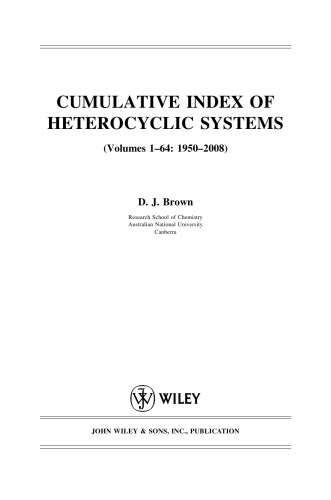 CUMULATIVE INDEX OF
HETEROCYCLIC SYSTEMS
(Volumes 1–64: 1950–2008)
D. J. Brown
Research School of Chemistry
Australian National University
Canberra
WILEY
JOHN WILEY & SONS, INC., PUBLICATION